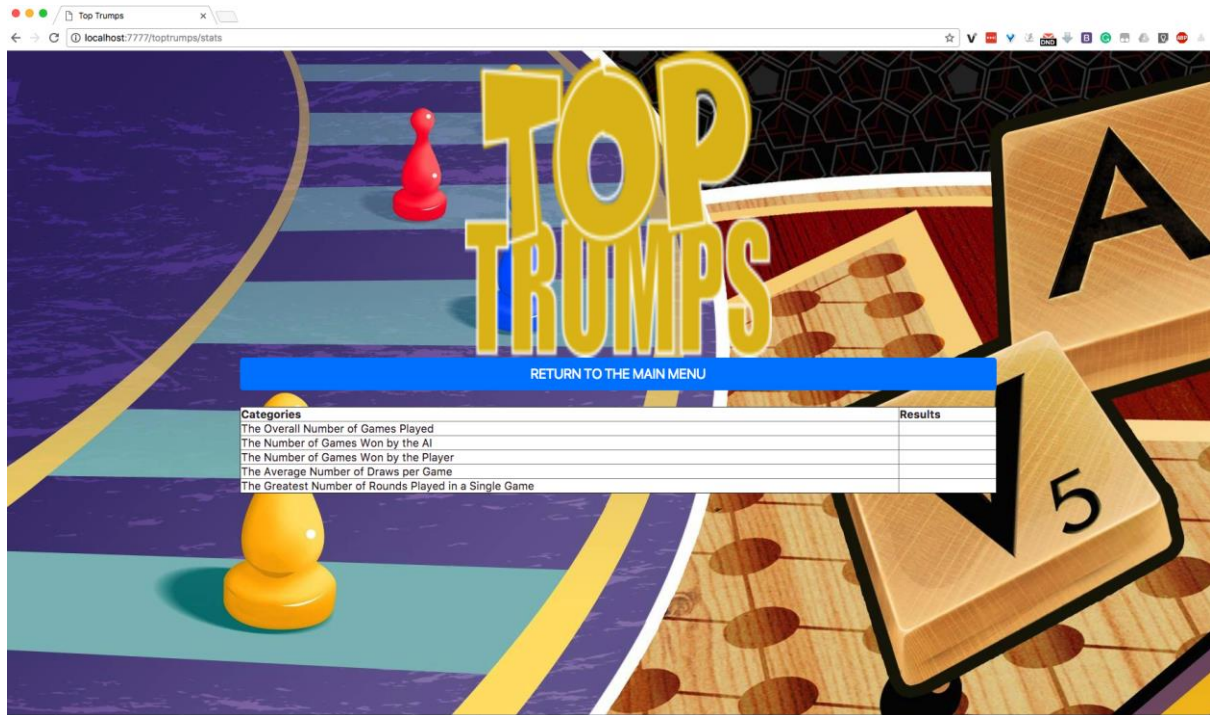 Top Trumps
localhost:7777/toptrumps/stats
DND
B
ABP
TOP
TRUMPS
A
RETURN TO THE MAIN MENU
Categories Results
The Overall Number of Games Played
The Number of Games Won by the AI
The Number of Games Won by the Player
The Average Number of Draws per Game
The Greatest Number of Rounds Played in a Single Game
V
5